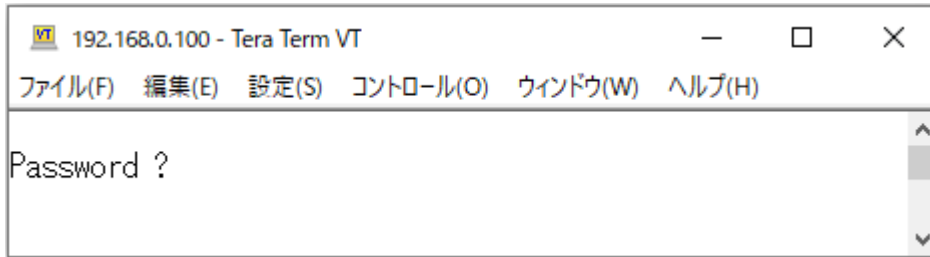 VT 192.168.0.100 - Tera Term VT
ファイル(F) 編集(E) 設定(S) コントロール(O) ウィンドウ(W) ヘルプ(H)
Password ?